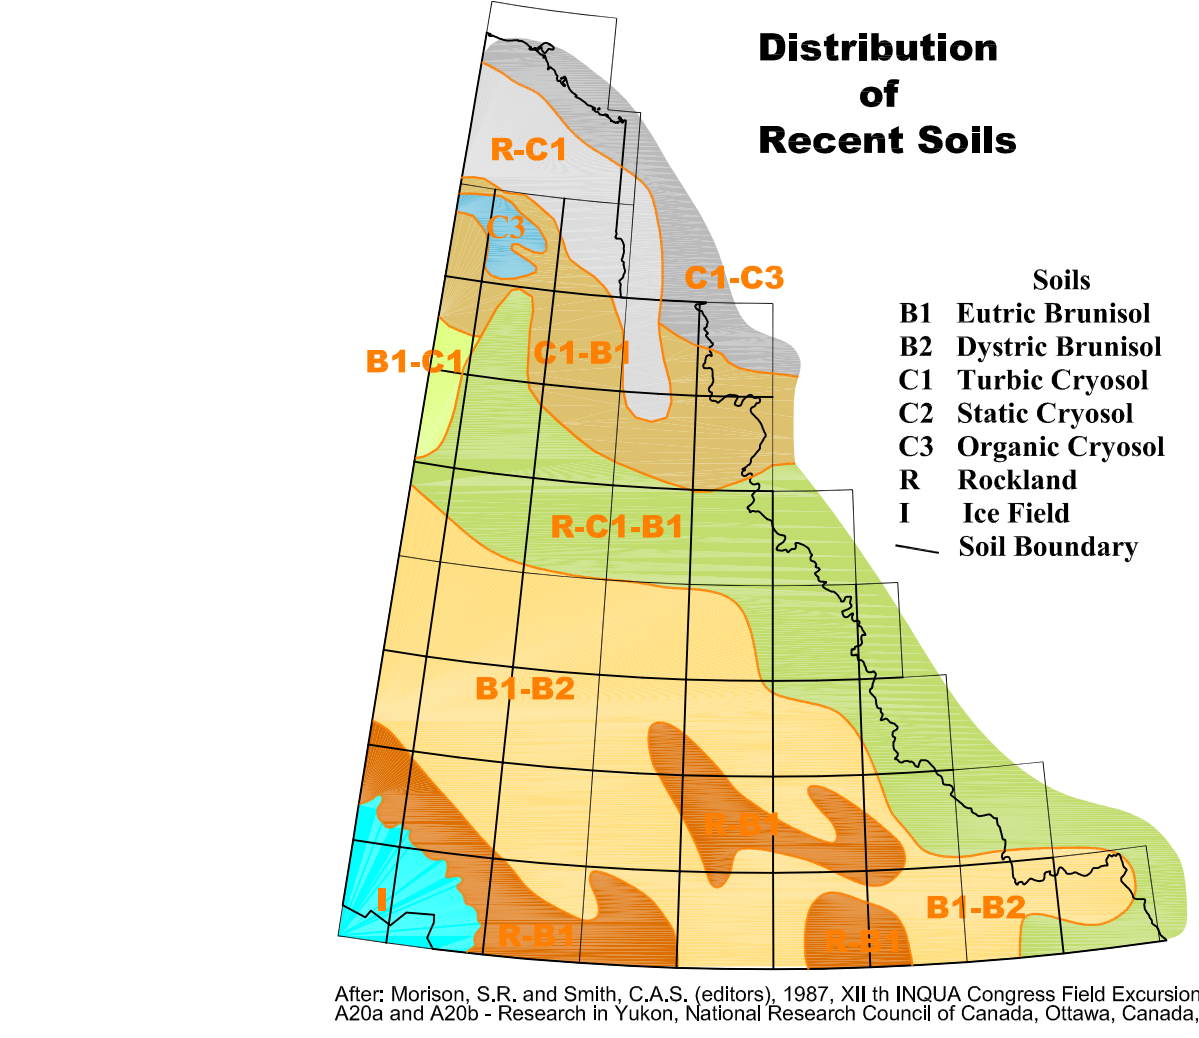 Distribution
of
Recent Soils
R-C1
C3
C1-C3
B1-C1
C1-B1
R-C1-B1
B1-B2
R-B1
I
R-B1
R-B1
B1-B2
Soils
B1 Eutric Brunisol
B2 Dystric Brunisol
C1 Turbic Cryosol
C2 Static Cryosol
C3 Organic Cryosol
R Rockland
I Ice Field
Soil Boundary
After: Morison, S.R. and Smith, C.A.S. (editors), 1987, XII th INQUA Congress Field Excursion
A20a and A20b - Research in Yukon, National Research Council of Canada, Ottawa, Canada,